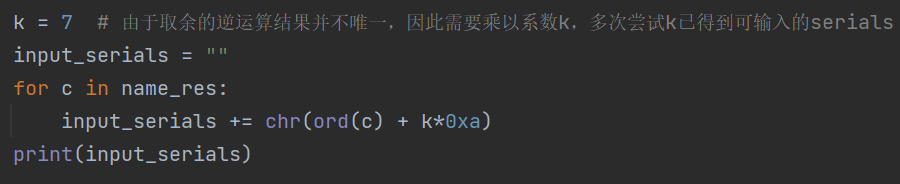 k = 7  # 由于取余的逆运算结果并不唯一，因此需要乘以系数k，多次尝试k已得到可输入的serials
input_serials = ""
for c in name_res:
    input_serials += chr(ord(c) + k*0xa)
print(input_serials)